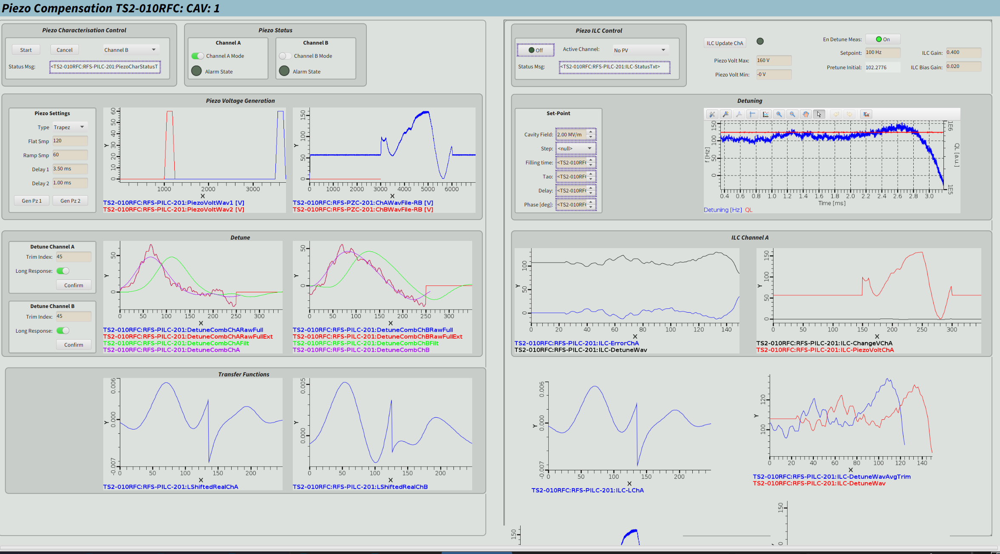 Piezo Compensation TS2-010RFC: CAV: 1
Piezo Characterisation Control
Start
Cancel
Channel B
Status Msg:
<TS2-010RFC:RFS-PILC-201:PiezoCharStatusT
Piezo Status
Channel A
Channel A Mode
Alarm State
Channel B
Channel B Mode
Alarm State
Piezo ILC Control
Off
Active Channel:
No PV
Status Msg:
<TS2-010RFC:RFS-PILC-201:ILC-StatusTxt>
ILC Update ChA
Piezo Volt Max: 160 V
Piezo Volt Min: -0 V
En Detune Meas: On
Setpoint: 100 Hz
Pretune Initial: 102.2776
ILC Gain: 0.400
ILC Bias Gain: 0.020
Piezo Voltage Generation
Piezo Settings
Type Trapez
Flat Smp 120
Ramp Smp 60
Delay 1 3.50 ms
Delay 2 1.00 ms
Gen Pz 1
Gen Pz 2
60
50
40
30
20
10
0
Y
1000 2000 3000
X
TS2-010RFC:RFS-PILC-201:PiezoVoltWav1 [V]
TS2-010RFC:RFS-PILC-201:PiezoVoltWav2 [V]
150
100
50
0
Y
0 1000 2000 3000 4000 5000 6000
X
TS2-010RFC:RFS-PZC-201:ChAWavFile-RB [V]
TS2-010RFC:RFS-PZC-201:ChBWavFile-RB [V]
Set-Point
Cavity Field: 2.00 MV/m
Step: <null>
Filling time: <TS2-010RF
Tao: <TS2-010RF
Delay: <TS2-010RF
Phase [deg]: <TS2-010RF
Detuning
150
100
50
0
f [Hz]
1E6
1E5
QL [a.u.]
0.4 0.6 0.8 1.0 1.2 1.4 1.6 1.8 2.0 2.2 2.4 2.6 2.8 3.0
Time [ms]
Detuning [Hz] QL
Detune
Detune Channel A
Trim Index: 45
Long Response:
Confirm
Detune Channel B
Trim Index: 45
Long Response:
Confirm
50
0
Y
0 50 100 150 200 250 300
X
TS2-010RFC:RFS-PILC-201:DetuneCombChARawFull
TS2-010RFC:RFS-PILC-201:DetuneCombChARawFullExt
TS2-010RFC:RFS-PILC-201:DetuneCombChAFilt
TS2-010RFC:RFS-PILC-201:DetuneCombChA
50
0
Y
0 50 100 150 200 250 300
X
TS2-010RFC:RFS-PILC-201:DetuneCombChBRawFull
TS2-010RFC:RFS-PILC-201:DetuneCombChBRawFullExt
TS2-010RFC:RFS-PILC-201:DetuneCombChBFilt
TS2-010RFC:RFS-PILC-201:DetuneCombChB
ILC Channel A
100
50
0
Y
0 20 40 60 80 100 120 140
X
TS2-010RFC:RFS-PILC-201:ILC-ErrorChA
TS2-010RFC:RFS-PILC-201:ILC-DetuneWav
150
100
50
0
Y
0 50 100 150 200 250 300
X
TS2-010RFC:RFS-PILC-201:ILC-ChangeVChA
TS2-010RFC:RFS-PILC-201:ILC-PiezoVoltChA
Transfer Functions
0.006
0.000
-0.007
Y
0 50 100 150 200
X
TS2-010RFC:RFS-PILC-201:LShiftedRealChA
0.005
0.000
Y
0 50 100 150 200
X
TS2-010RFC:RFS-PILC-201:LShiftedRealChB
0.006
0.000
-0.007
Y
0 50 100 150 200
X
TS2-010RFC:RFS-PILC-201:ILC-LChA
120
100
Y
0 20 40 60 80 100 120 140
X
TS2-010RFC:RFS-PILC-201:ILC-DetuneWavAvgTrim
TS2-010RFC:RFS-PILC-201:ILC-DetuneWav
150
150
0